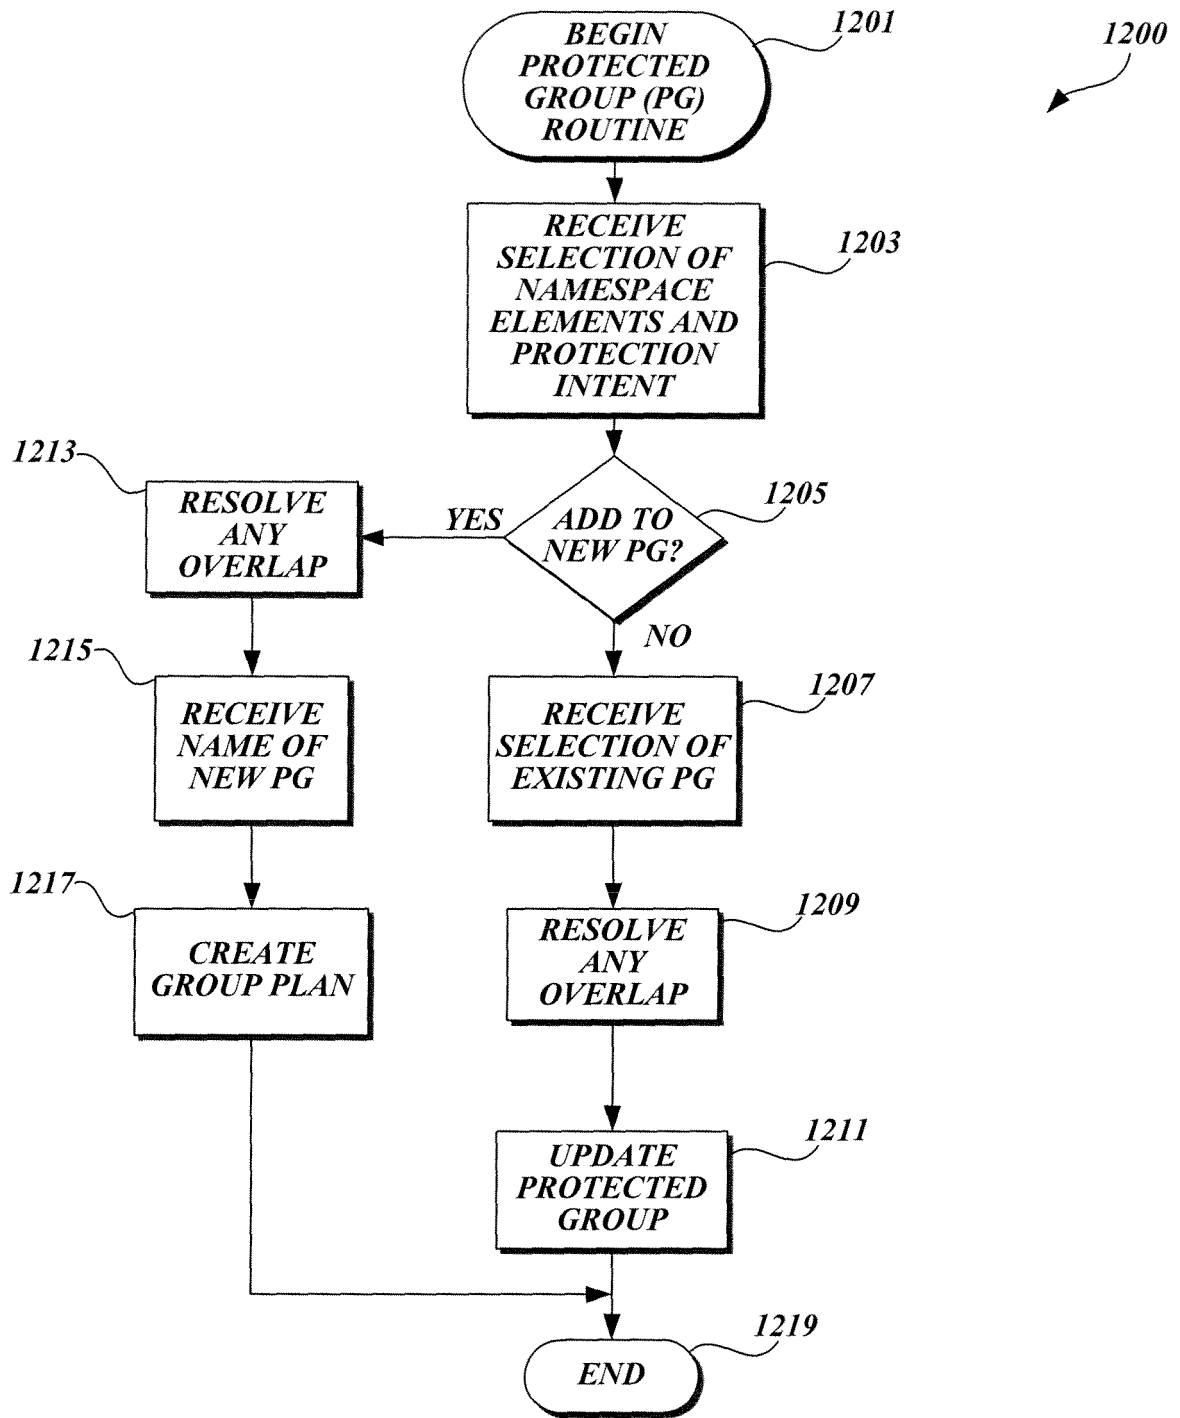 1201
1200
BEGIN
PROTECTED
GROUP (PG)
ROUTINE
1203
RECEIVE
SELECTION OF
NAMESPACE
ELEMENTS AND
PROTECTION
INTENT
1205
ADD TO
NEW PG?
YES
NO
1213
RESOLVE
ANY
OVERLAP
1215
RECEIVE
NAME OF
NEW PG
1217
CREATE
GROUP PLAN
1207
RECEIVE
SELECTION OF
EXISTING PG
1209
RESOLVE
ANY
OVERLAP
1211
UPDATE
PROTECTED
GROUP
1219
END